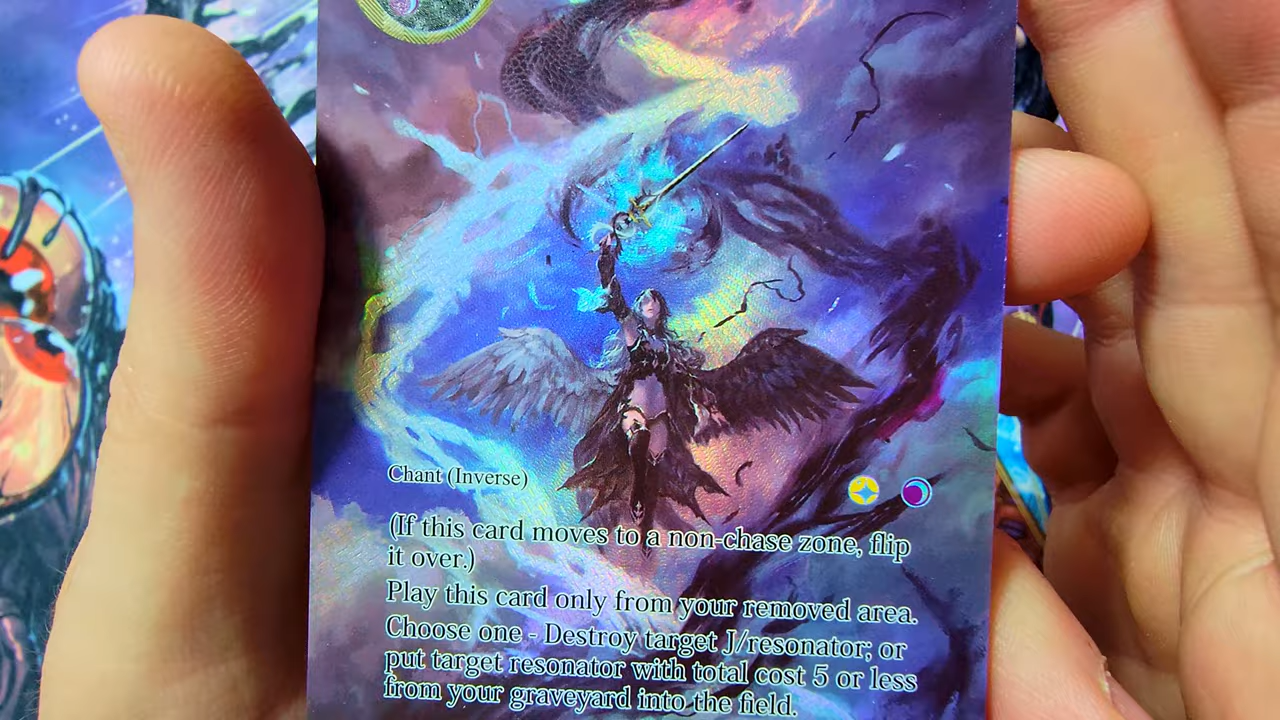 Chant (Inverse)
(If this card moves to a non-chase zone, flip
it over.)
Play this card only from your removed area.
Choose one - Destroy target J/resonator; or
put target resonator with total cost 5 or less
from your graveyard into the field.